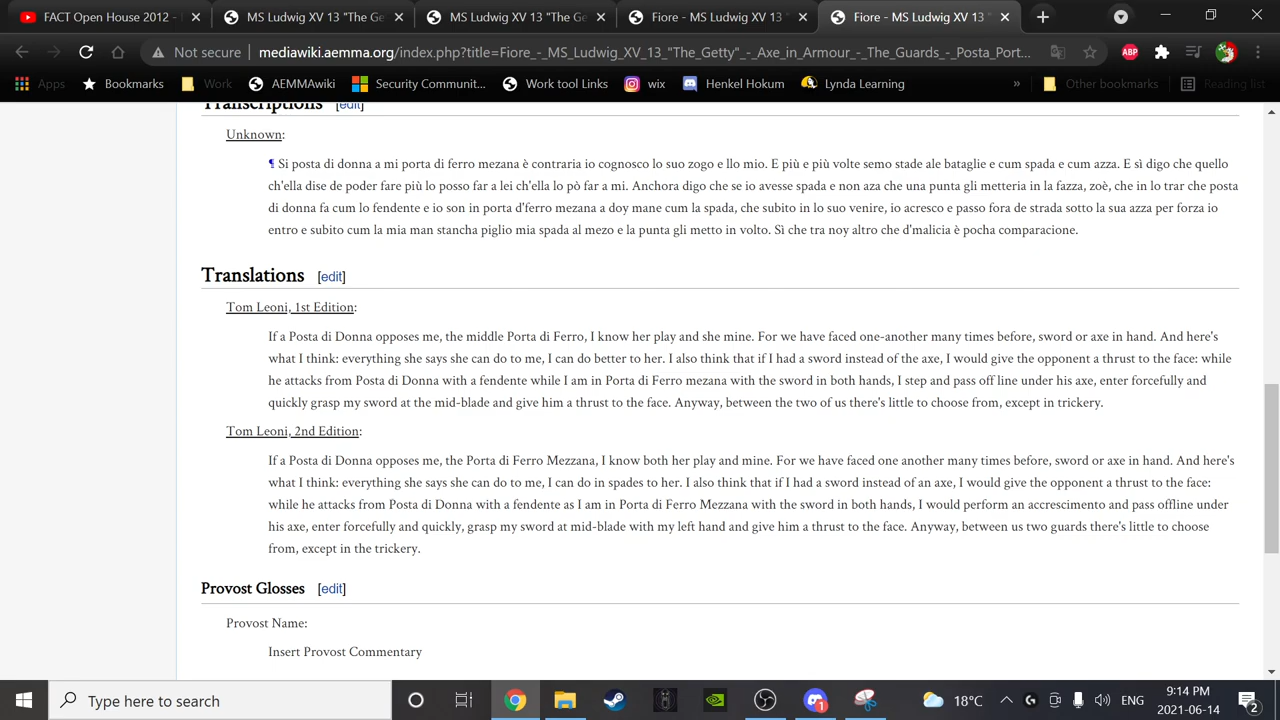 FACT Open House 2012 -
MS Ludwig XV 13 "The Getty"
MS Ludwig XV 13 "The Ge
Fiore - MS Ludwig XV 13 "
Fiore - MS Ludwig XV 13 "
Not secure mediawiki.aemma.org/index.php?title=Fiore_-_MS_Ludwig_XV_13_"The_Getty"_-_Axe_in_Armour_-_The_Guards_-_Posta_Port...
ABP
Apps Bookmarks Work AEMMAwiki Security Communit... Work tool Links wix Henkel Hokum Lynda Learning » Other bookmarks Reading list
Transcriptions [edit]
Unknown:
¶ Si posta di donna a mi porta di ferro mezana è contraria io cognosco lo suo zogo e llo mio. E più e più volte semo stade ale bataglie e cum spada e cum azza. E sì digo che quello
ch'ella dise de poder fare più lo posso far a lei ch'ella lo pò far a mi. Anchora digo che se io avesse spada e non aza che una punta gli metteria in la fazza, zoè, che in lo trar che posta
di donna fa cum lo fendente e io son in porta d'ferro mezana a doy mane cum la spada, che subito in lo suo venire, io acresco e passo fora de strada sotto la sua azza per forza io
entro e subito cum la mia man stancha piglio mia spada al mezo e la punta gli metto in volto. Sì che tra noy altro che d'malicia è pocha comparacione.
Translations [edit]
Tom Leoni, 1st Edition:
If a Posta di Donna opposes me, the middle Porta di Ferro, I know her play and she mine. For we have faced one-another many times before, sword or axe in hand. And here's
what I think: everything she says she can do to me, I can do better to her. I also think that if I had a sword instead of the axe, I would give the opponent a thrust to the face: while
he attacks from Posta di Donna with a fendente while I am in Porta di Ferro mezana with the sword in both hands, I step and pass off line under his axe, enter forcefully and
quickly grasp my sword at the mid-blade and give him a thrust to the face. Anyway, between the two of us there's little to choose from, except in trickery.
Tom Leoni, 2nd Edition:
If a Posta di Donna opposes me, the Porta di Ferro Mezzana, I know both her play and mine. For we have faced one another many times before, sword or axe in hand. And here's
what I think: everything she says she can do to me, I can do in spades to her. I also think that if I had a sword instead of an axe, I would give the opponent a thrust to the face:
while he attacks from Posta di Donna with a fendente as I am in Porta di Ferro Mezzana with the sword in both hands, I would perform an accrescimento and pass offline under
his axe, enter forcefully and quickly, grasp my sword at mid-blade with my left hand and give him a thrust to the face. Anyway, between us two guards there's little to choose
from, except in the trickery.
Provost Glosses [edit]
Provost Name:
Insert Provost Commentary
Type here to search
1
18°C
ENG
9:14 PM
2021-06-14
2